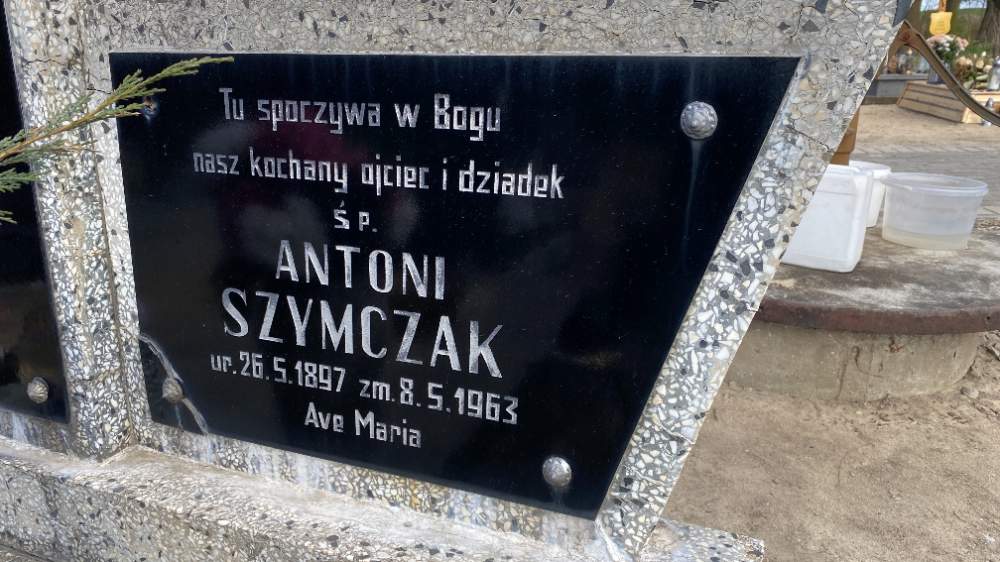 Tu spoczywa w Bogu
nasz kochany ojciec i dziadek
ś p.
ANTONI
SZYMCZAK
ur. 26.5.1897 zm. 8.5.1963
Ave Maria